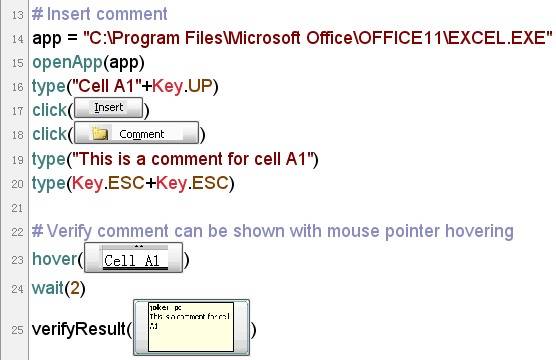 13 # Insert comment
14 app = "C:\Program Files\Microsoft Office\OFFICE11\EXCEL.EXE"
15 openApp(app)
16 type("Cell A1"+Key.UP)
17 click( Insert )
18 click( Comment )
19 type("This is a comment for cell A1")
20 type(Key.ESC+Key.ESC)
21
22 # Verify comment can be shown with mouse pointer hovering
23 hover( Cell A1 )
24 wait(2)
joker pc
This is a comment for cell
25 verifyResult( )
A1